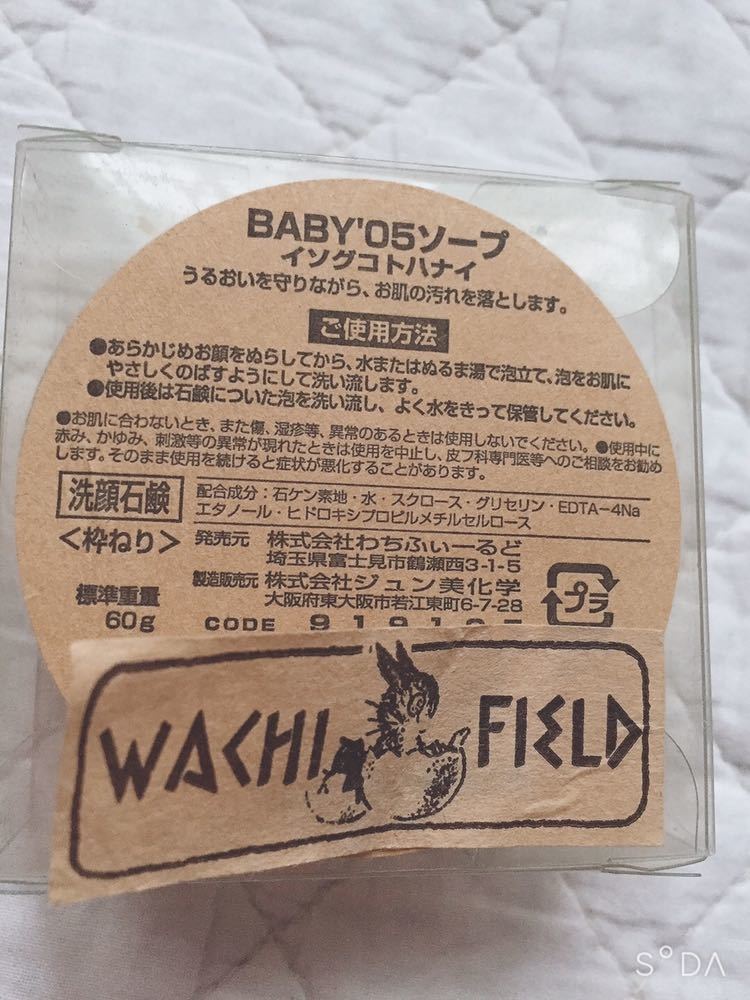 BABY'05ソープ
イソグコトハナイ
うるおいを守りながら、お肌の汚れを落とします。
ご使用方法
●あらかじめお顔をぬらしてから、水またはぬるま湯で泡立て、泡をお肌に
やさしくのばすようにして洗い流します。
●使用後は石鹸についた泡を洗い流し、よく水をきって保管してください。
●お肌に合わないとき、また傷、湿疹等、異常のあるときは使用しないでください。●使用中に
赤み、かゆみ、刺激等の異常が現れたときは使用を中止し、皮フ科専門医等へのご相談をお勧め
します。そのまま使用を続けると症状が悪化することがあります。
洗顔石鹸
<枠ねり>
標準重量
60g
配合成分：石ケン素地・水・スクロース・グリセリン・EDTA-4Na
エタノール・ヒドロキシプロピルメチルセルロース
発売元 株式会社わちふぃーるど
埼玉県富士見市鶴瀬西3-1-5
製造販売元 株式会社ジュン美化学
大阪府東大阪市若江東町6-7-28
プラ
CODE
WACHI FIELD
SODA